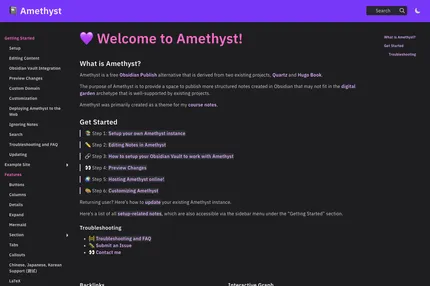 Amethyst
Search
Getting Started
Setup
Editing Content
Obsidian Vault Integration
Preview Changes
Custom Domain
Customization
Deploying Amethyst to the
Web
Ignoring Notes
Search
Troubleshooting and FAQ
Updating
Example Site
Features
Buttons
Columns
Details
Expand
Mermaid
Section
Tabs
Callouts
Chinese, Japanese, Korean
Support (测试)
LaTeX
💜 Welcome to Amethyst!
What is Amethyst?
Amethyst is a free Obsidian Publish alternative that is derived from two existing projects, Quartz and Hugo Book.
The purpose of Amethyst is to provide a space to publish more structured notes created in Obsidian that may not fit in the digital
garden archetype that is well-supported by existing projects.
Amethyst was primarily created as a theme for my course notes.
Get Started
Step 1: Setup your own Amethyst instance
✏️ Step 2: Editing Notes in Amethyst
🔗 Step 3: How to setup your Obsidian Vault to work with Amethyst
👀 Step 4: Preview Changes
🌍 Step 5: Hosting Amethyst online!
🎨 Step 6: Customizing Amethyst
Returning user? Here's how to update your existing Amethyst instance.
Here's a list of all setup-related notes, which are also accessible via the sidebar menu under the "Getting Started" section.
Troubleshooting
• 🚧 Troubleshooting and FAQ
• Submit an Issue
• 👀 Contact me
Backlinks
Interactive Graph
What is Amethyst?
Get Started
Troubleshooting